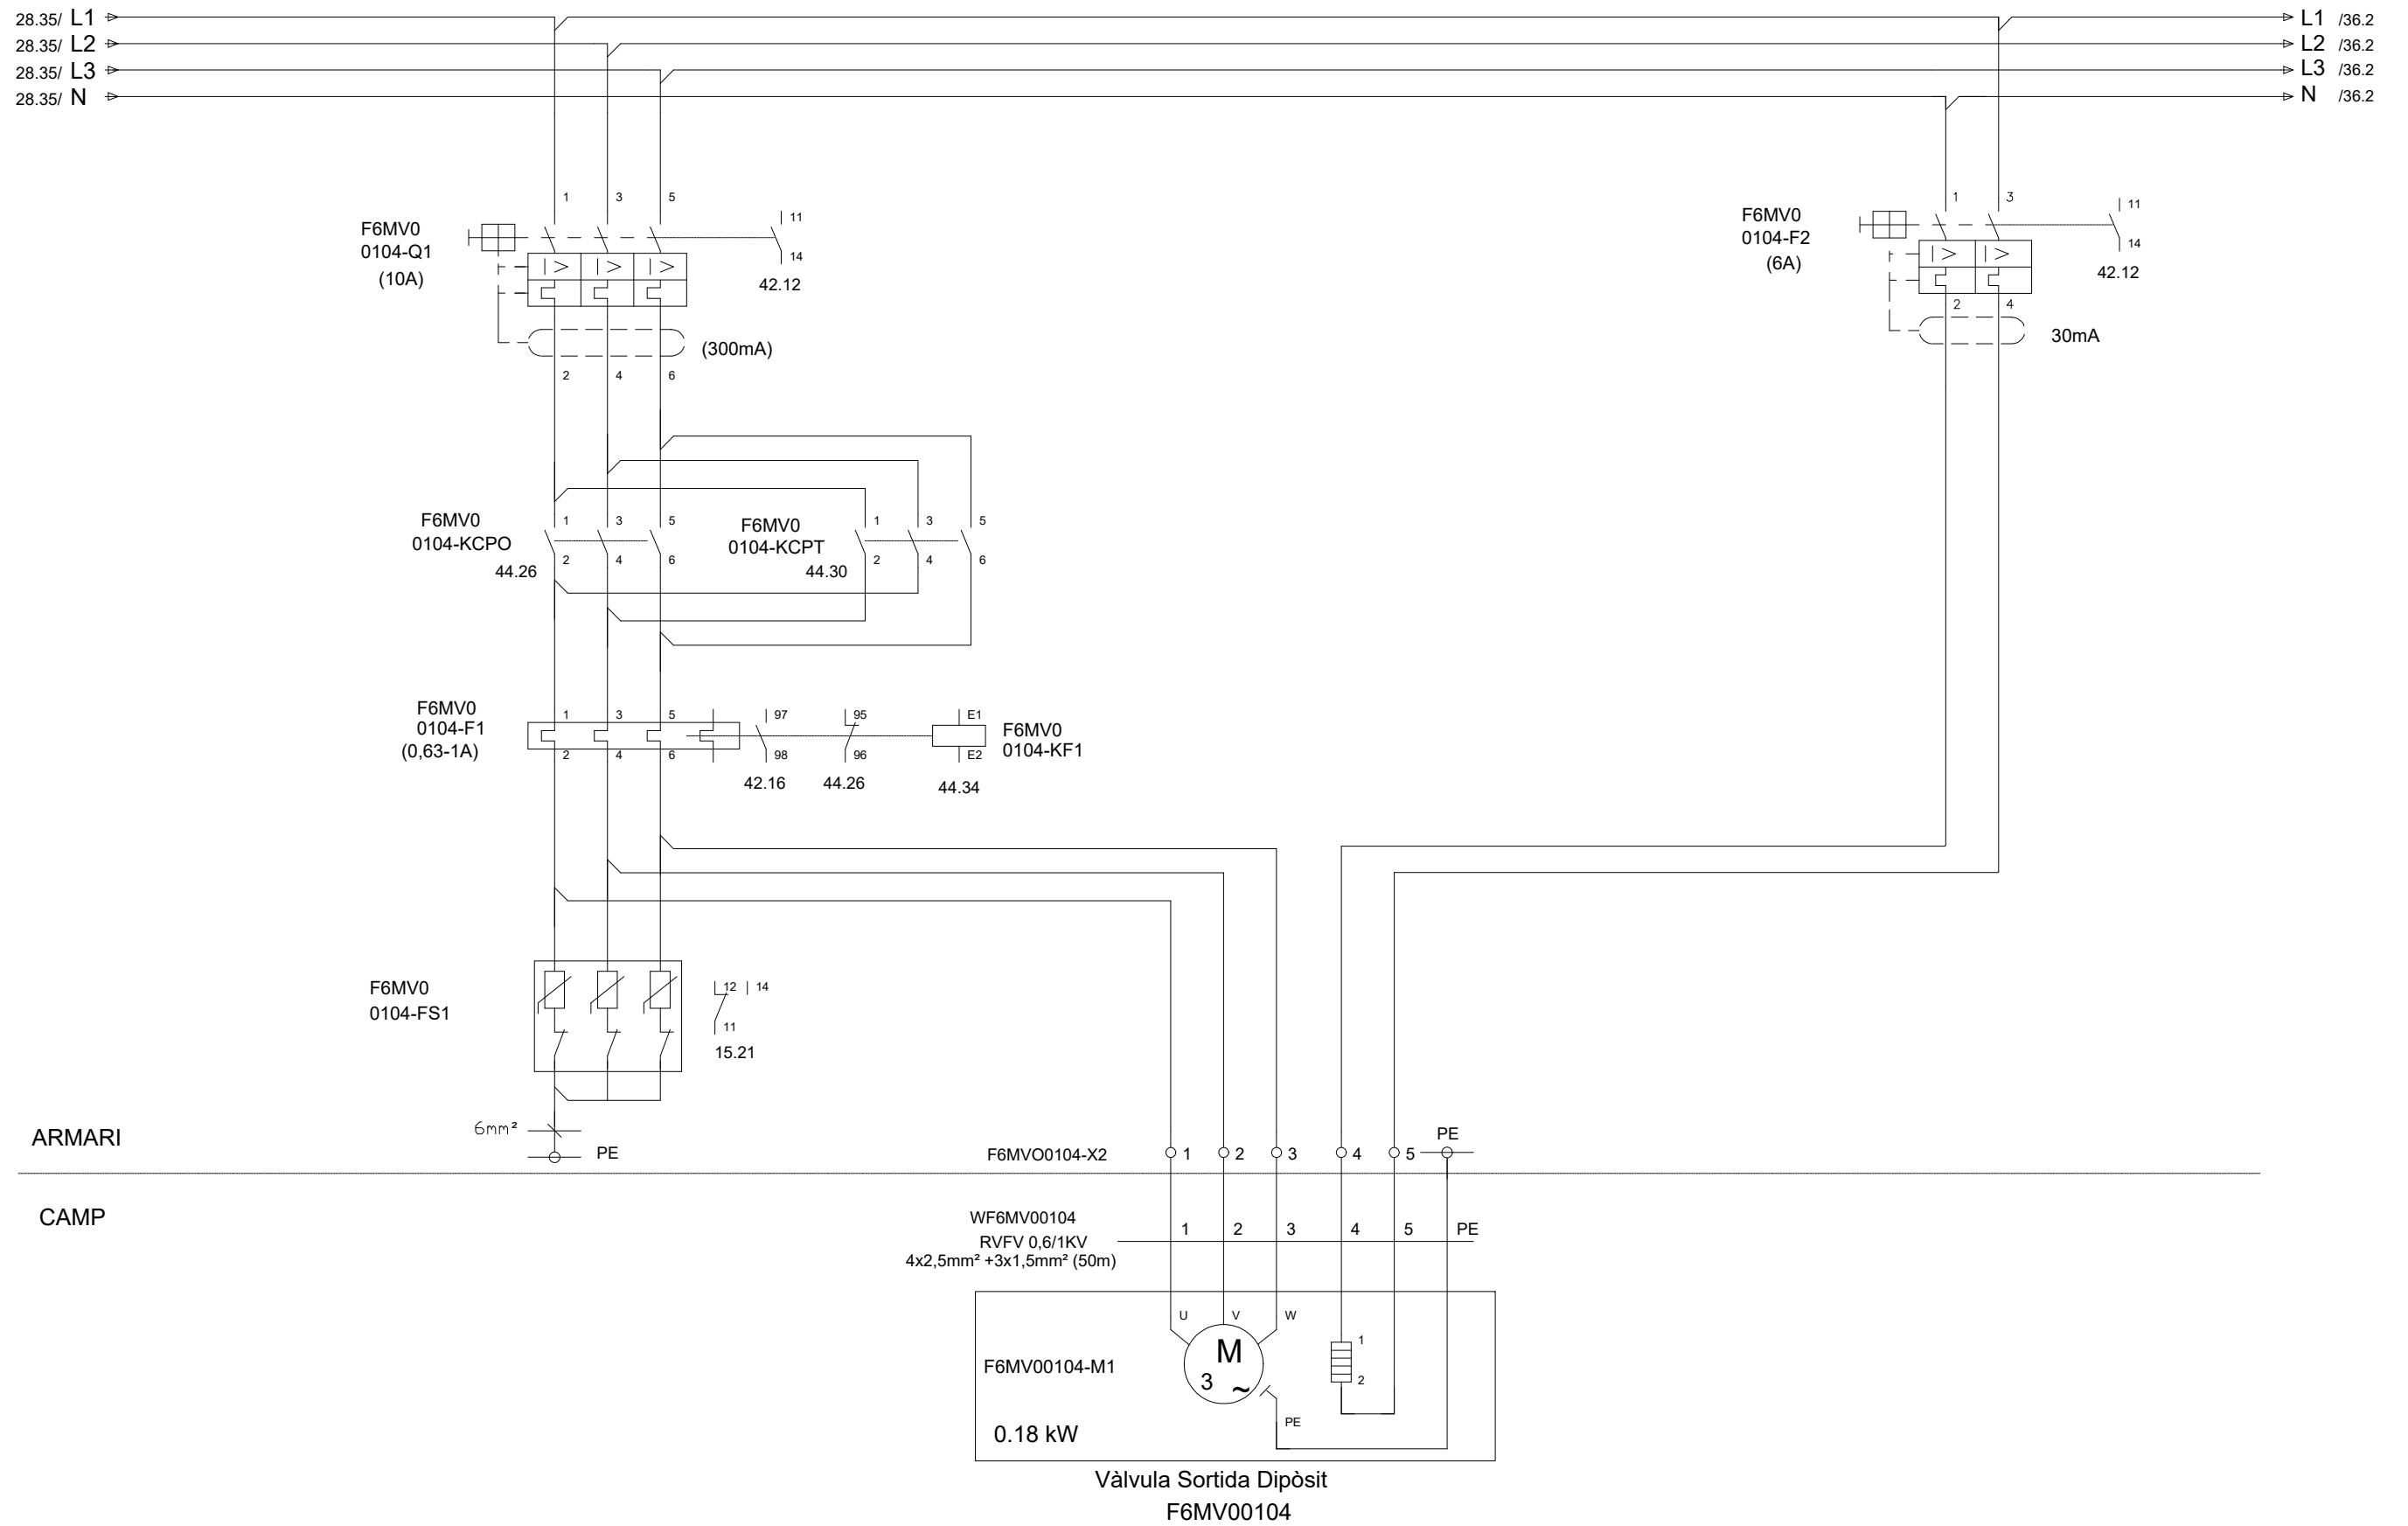 28.35/ L1
L1 /36.2
28.35/ L2
L2 /36.2
28.35/ L3
L3 /36.2
28.35/ N
N /36.2
1 3 5
11
F6MV0
0104-Q1
(10A)
I> I> I>
14
42.12
(300mA)
2 4 6
1 3
11
F6MV0
0104-F2
(6A)
I> I>
14
42.12
2 4
30mA
F6MV0
0104-KCPO
44.26
1 3 5
2 4 6
F6MV0
0104-KCPT
44.30
1 3 5
2 4 6
F6MV0
0104-F1
(0,63-1A)
1 3 5
2 4 6
97
98
42.16
95
96
44.26
E1
E2
44.34
F6MV0
0104-KF1
F6MV0
0104-FS1
12 14
11
15.21
6mm²
PE
ARMARI
F6MVO0104-X2
1 2 3 4 5 PE
CAMP
WF6MV00104
RVFV 0,6/1KV
4x2,5mm² +3x1,5mm² (50m)
1 2 3 4 5 PE
U V W
F6MV00104-M1
M
3 ~
1
2
PE
0.18 kW
Vàlvula Sortida Dipòsit
F6MV00104